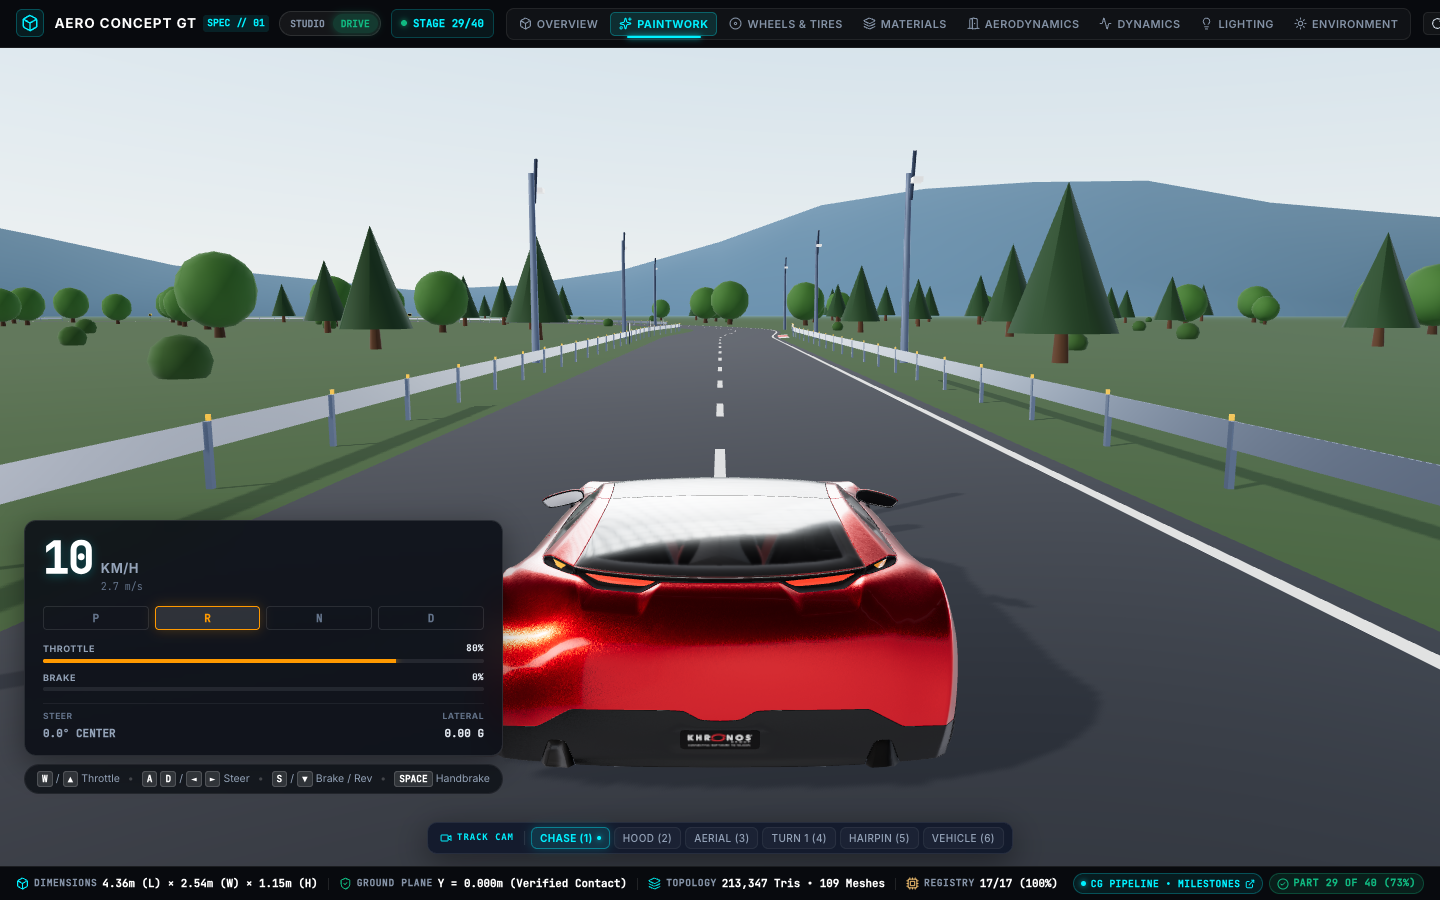 AERO CONCEPT GT SPEC // 01 STUDIO DRIVE STAGE 29/40 OVERVIEW PAINTWORK WHEELS & TIRES MATERIALS AERODYNAMICS DYNAMICS LIGHTING ENVIRONMENT
10 KM/H
2.7 m/s
P R N D
THROTTLE 80%
BRAKE 0%
STEER LATERAL
0.0° CENTER 0.00 G
KHRONOS
W / ▲ Throttle • A D / ◄ ► Steer • S / ▼ Brake / Rev • SPACE Handbrake
TRACK CAM CHASE (1) HOOD (2) AERIAL (3) TURN 1 (4) HAIRPIN (5) VEHICLE (6)
DIMENSIONS 4.36m (L) × 2.54m (W) × 1.15m (H) GROUND PLANE Y = 0.000m (Verified Contact) TOPOLOGY 213,347 Tris • 109 Meshes REGISTRY 17/17 (100%) CG PIPELINE • MILESTONES PART 29 OF 40 (73%)